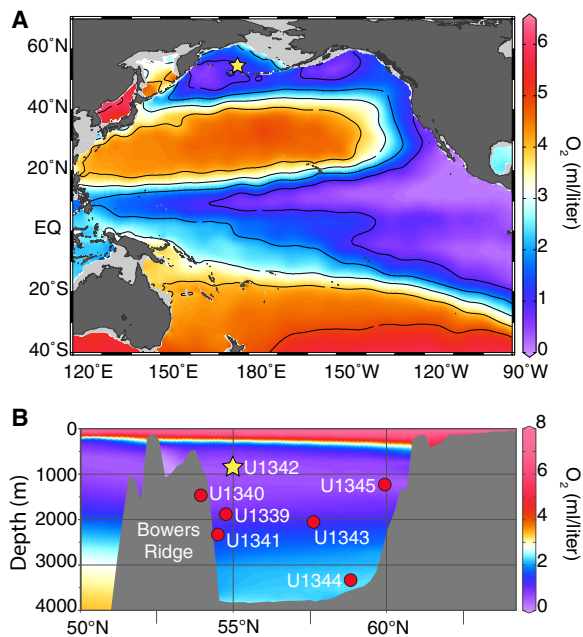 A
60˚N
40˚N
20˚N
EQ
20˚S
40˚S
120˚E
150˚E
180˚W
150˚W
120˚W
90˚W
6
5
4
3
2
1
0
O2 (ml/liter)
B
0
1000
2000
3000
4000
Depth (m)
U1342
U1340
U1345
U1339
U1341
U1343
U1344
Bowers
Ridge
50˚N
55˚N
60˚N
8
6
4
2
0
O2 (ml/liter)